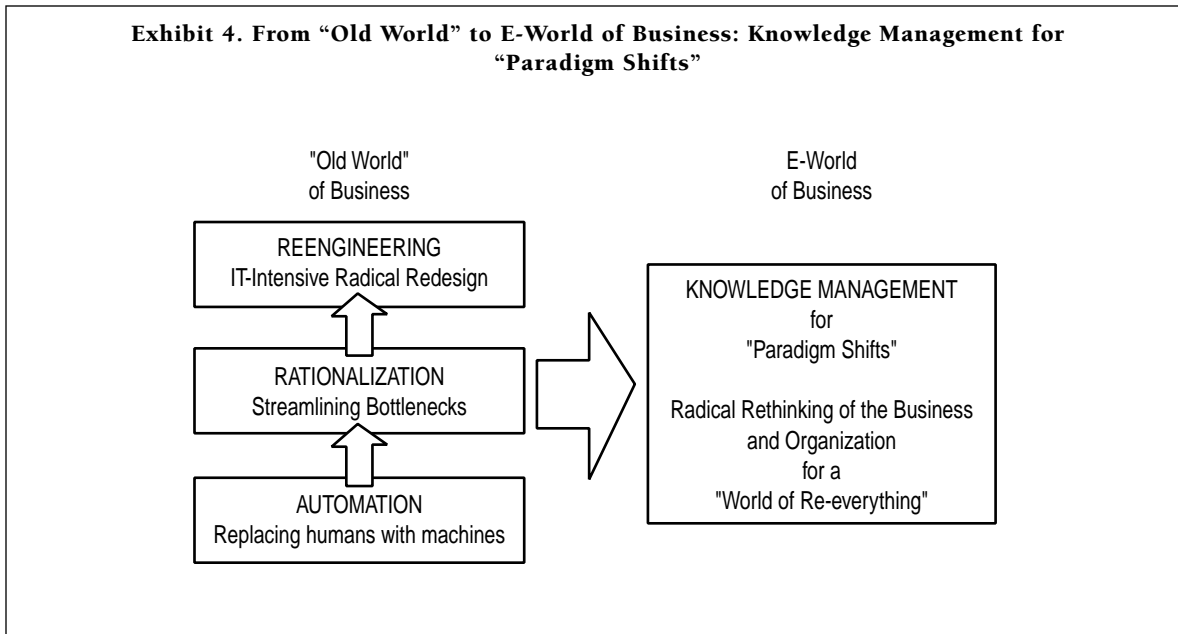 Exhibit 4. From “Old World” to E-World of Business: Knowledge Management for
“Paradigm Shifts”
"Old World"
of Business
REENGINEERING
IT-Intensive Radical Redesign
RATIONALIZATION
Streamlining Bottlenecks
AUTOMATION
Replacing humans with machines
E-World
of Business
KNOWLEDGE MANAGEMENT
for
"Paradigm Shifts"
Radical Rethinking of the Business
and Organization
for a
"World of Re-everything"